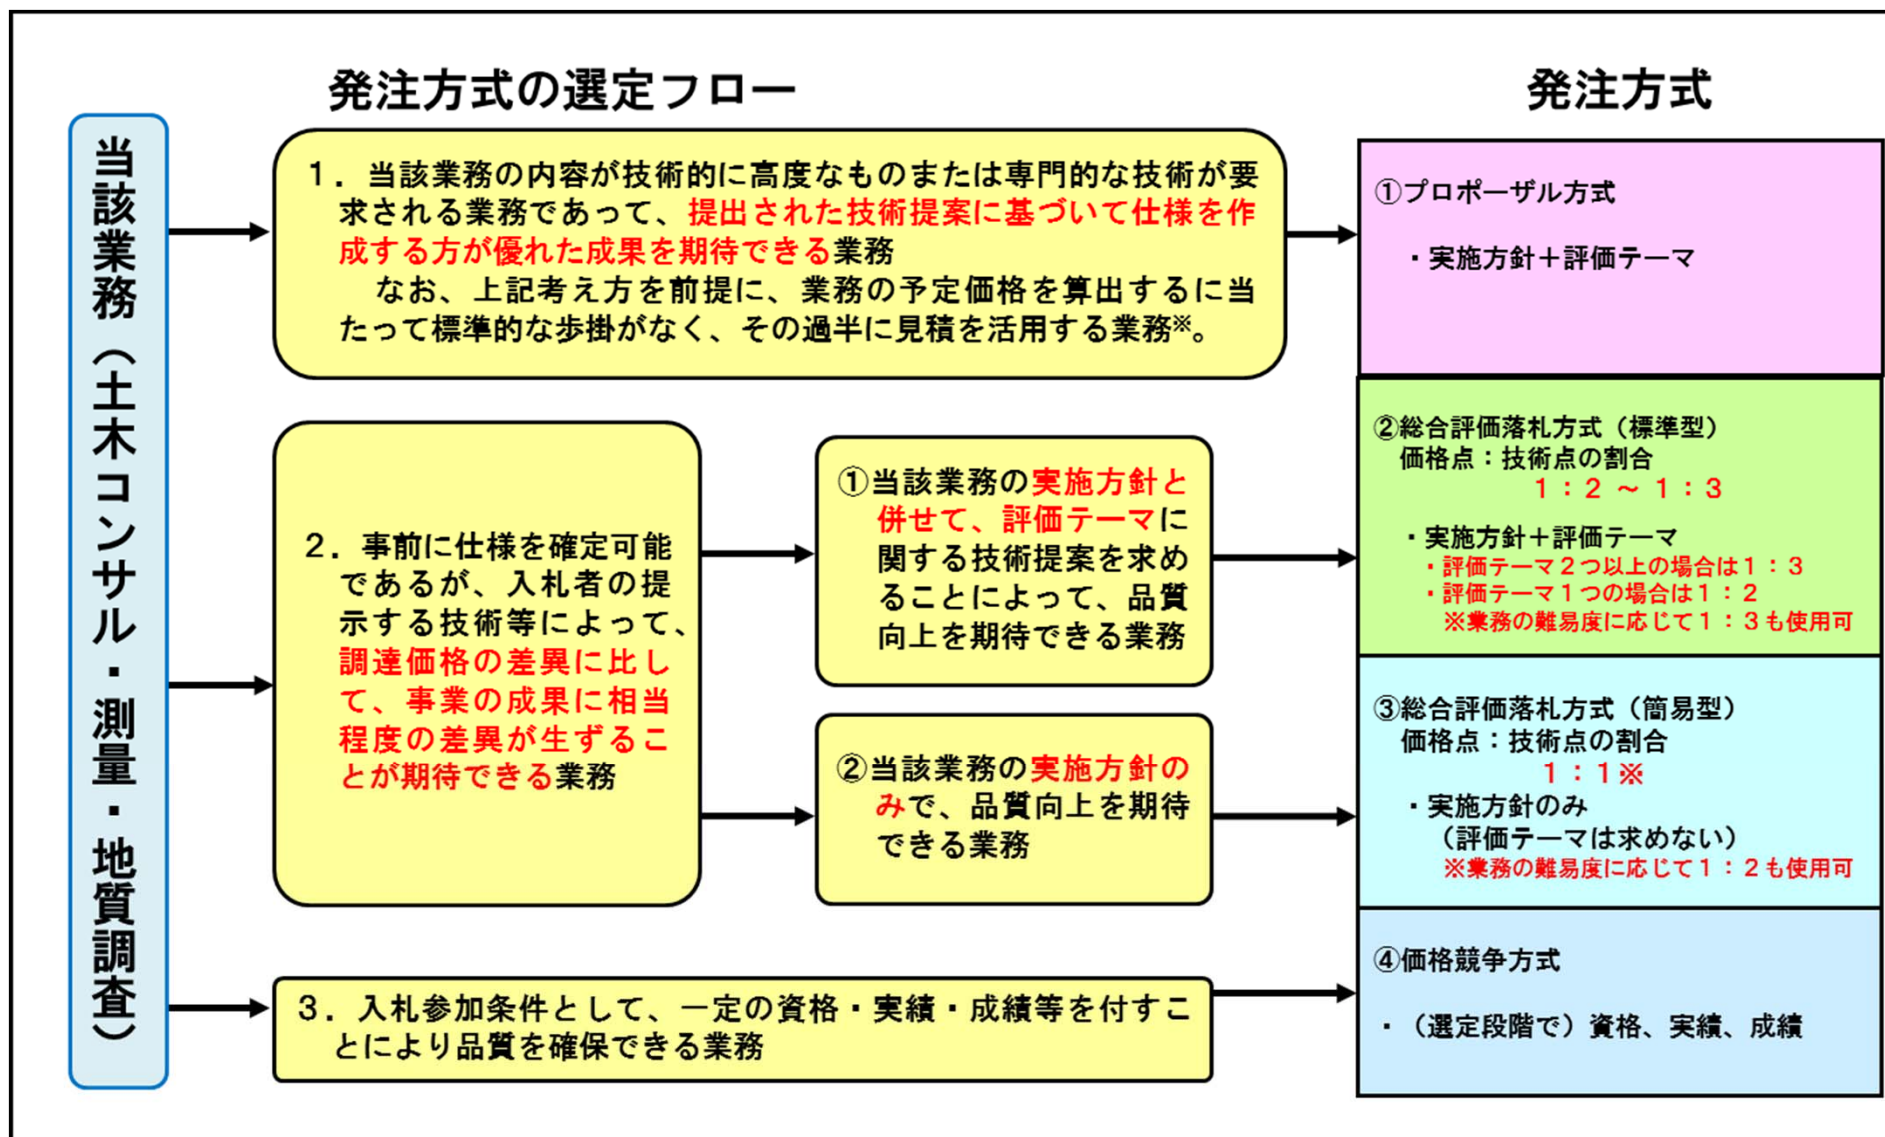 発注方式の選定フロー
発注方式
当該業務（土木コンサル・測量・地質調査）
１．当該業務の内容が技術的に高度なものまたは専門的な技術が要
求される業務であって、提出された技術提案に基づいて仕様を作
成する方が優れた成果を期待できる業務
なお、上記考え方を前提に、業務の予定価格を算出するに当
たって標準的な歩掛がなく、その過半に見積を活用する業務※。
２．事前に仕様を確定可能
であるが、入札者の提
示する技術等によって、
調達価格の差異に比し
て、事業の成果に相当
程度の差異が生ずるこ
とが期待できる業務
①当該業務の実施方針と
併せて、評価テーマに
関する技術提案を求め
ることによって、品質
向上を期待できる業務
②当該業務の実施方針の
みで、品質向上を期待
できる業務
３．入札参加条件として、一定の資格・実績・成績等を付すこ
とにより品質を確保できる業務
①プロポーザル方式
・実施方針＋評価テーマ
②総合評価落札方式（標準型）
価格点：技術点の割合
１：２ ～ １：３
・実施方針＋評価テーマ
・評価テーマ２つ以上の場合は１：３
・評価テーマ１つの場合は１：２
※業務の難易度に応じて１：３も使用可
③総合評価落札方式（簡易型）
価格点：技術点の割合
１：１※
・実施方針のみ
（評価テーマは求めない）
※業務の難易度に応じて１：２も使用可
④価格競争方式
・（選定段階で）資格、実績、成績